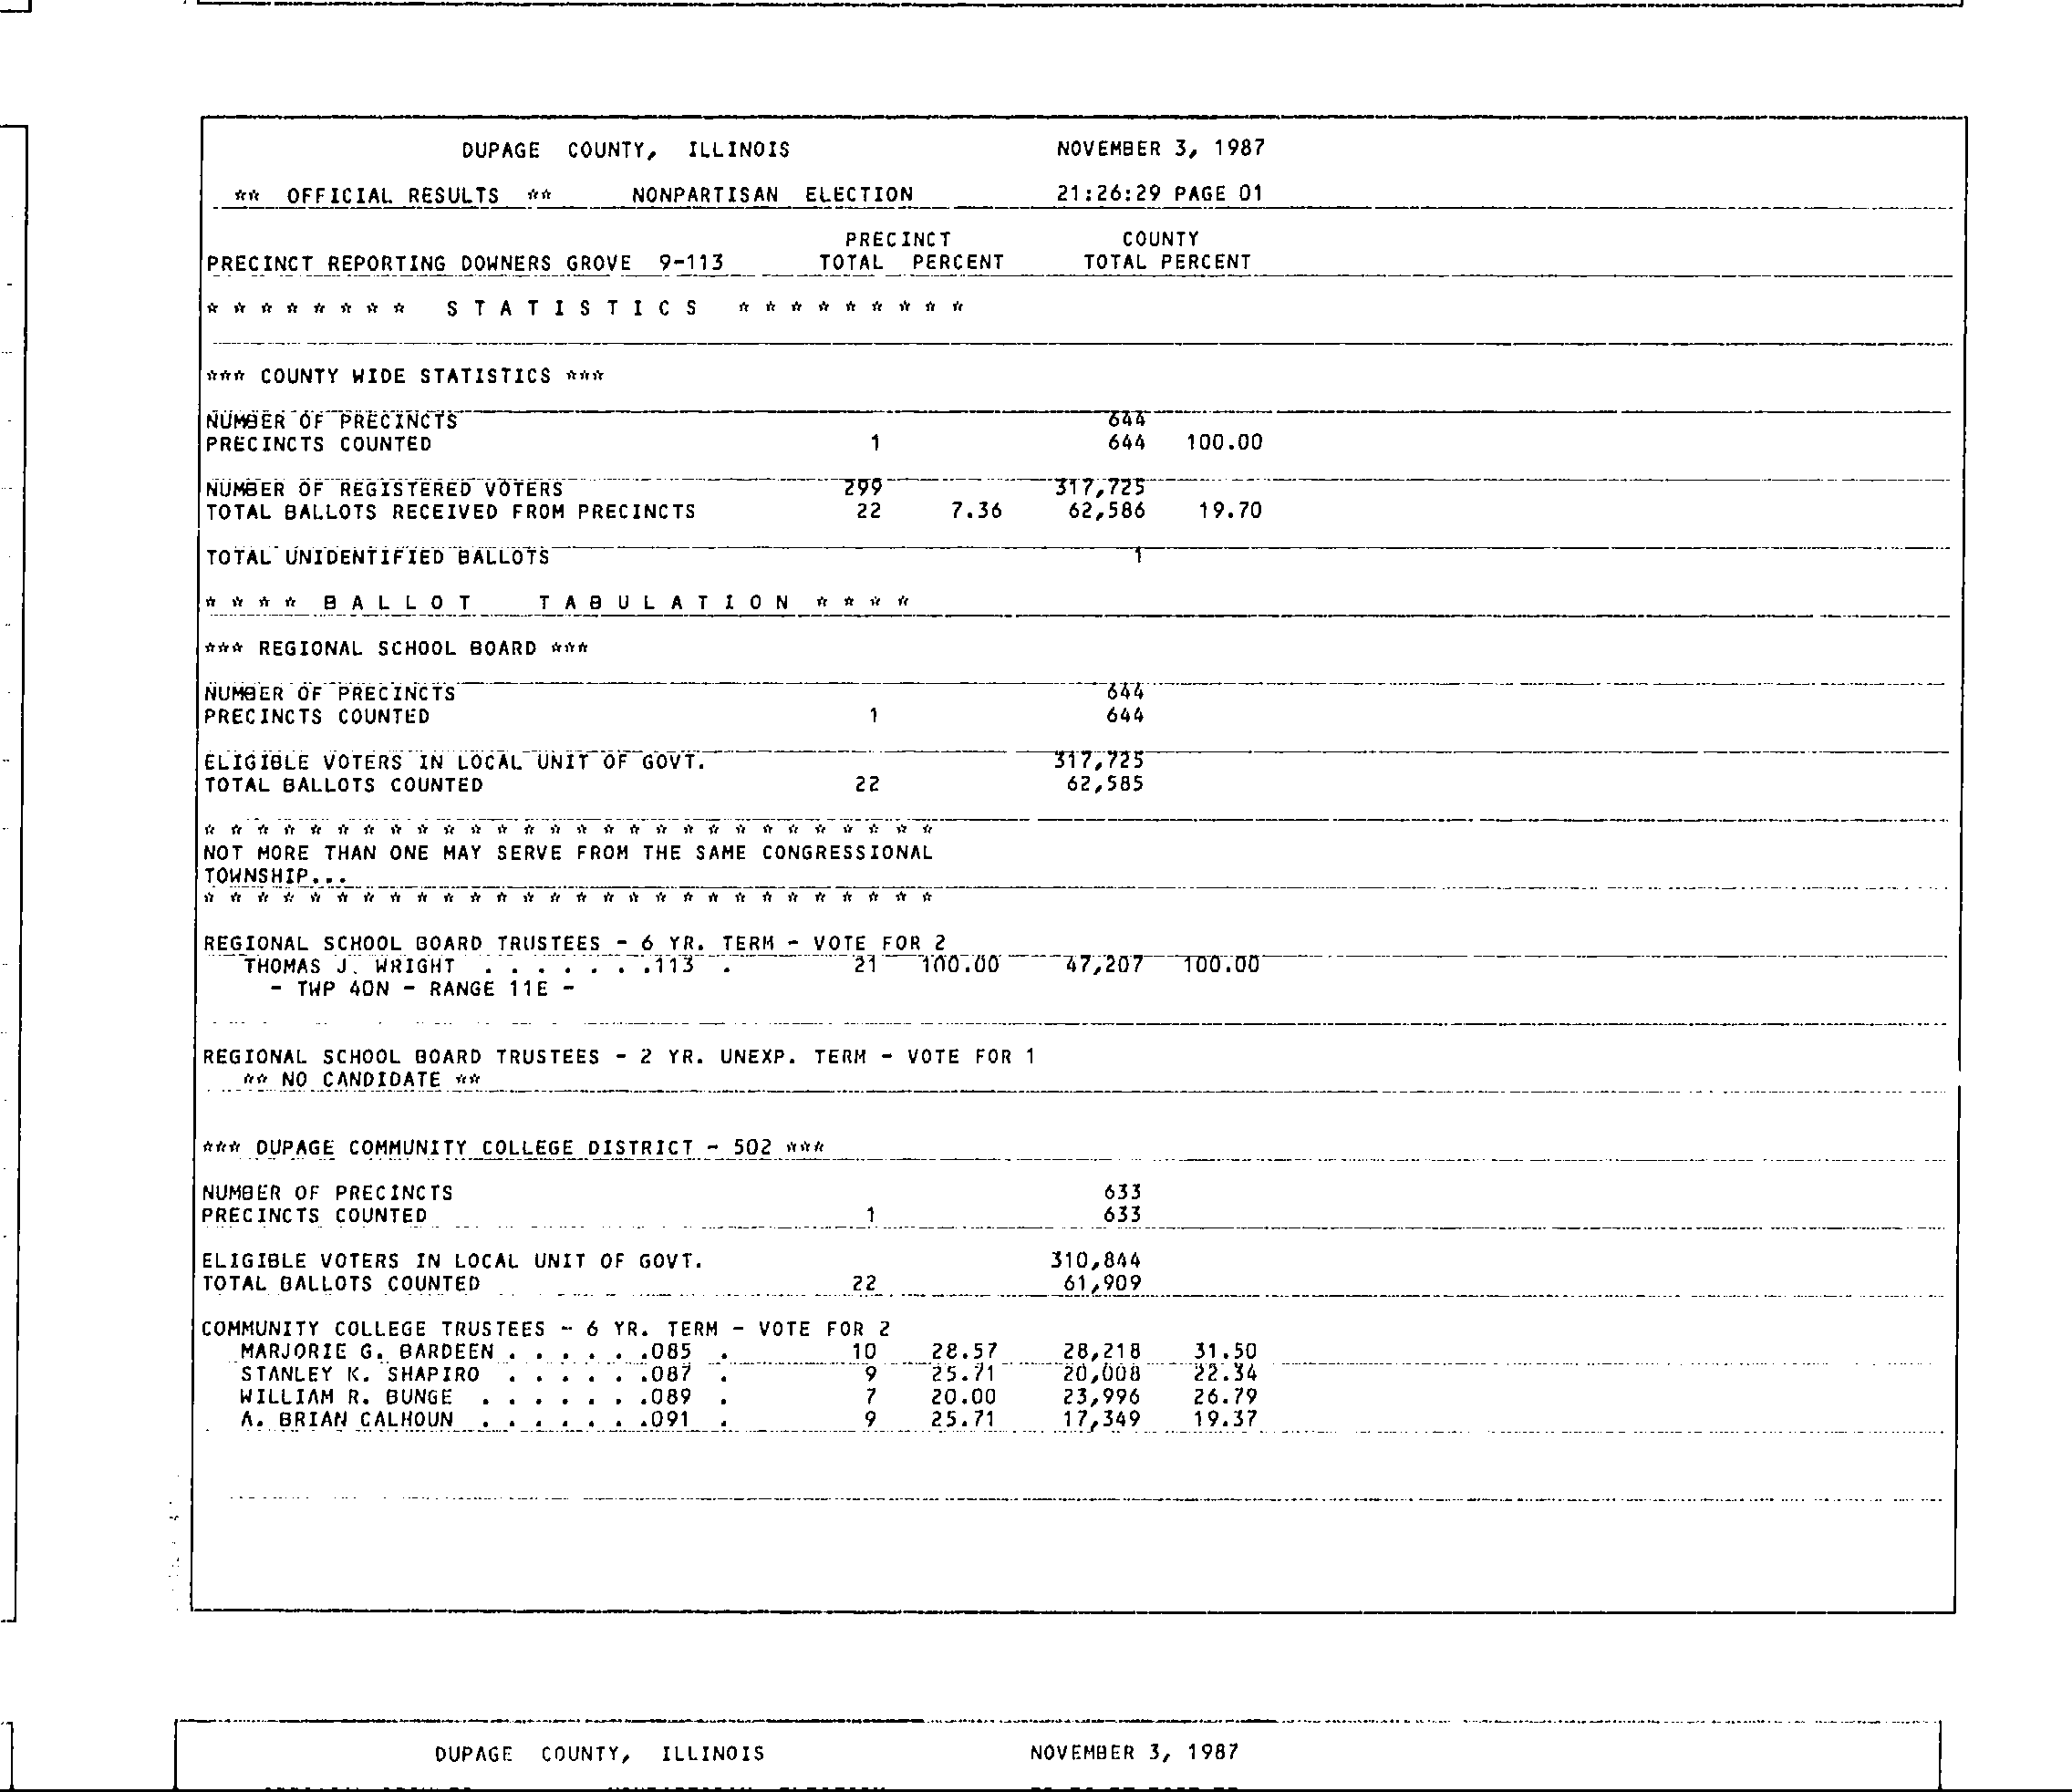 DUPAGE COUNTY, ILLINOIS NOVEMBER 3, 1987
** OFFICIAL RESULTS ** NONPARTISAN ELECTION 21:26:29 PAGE 01
PRECINCT COUNTY
PRECINCT REPORTING DOWNERS GROVE 9-113 TOTAL PERCENT TOTAL PERCENT
* * * * * * * * S T A T I S T I C S * * * * * * * * *
*** COUNTY WIDE STATISTICS ***
NUMBER OF PRECINCTS 644
PRECINCTS COUNTED 1 644 100.00
NUMBER OF REGISTERED VOTERS 299 317,725
TOTAL BALLOTS RECEIVED FROM PRECINCTS 22 7.36 62,586 19.70
TOTAL UNIDENTIFIED BALLOTS 1
* * * * B A L L O T T A B U L A T I O N * * * *
*** REGIONAL SCHOOL BOARD ***
NUMBER OF PRECINCTS 644
PRECINCTS COUNTED 1 644
ELIGIBLE VOTERS IN LOCAL UNIT OF GOVT. 317,725
TOTAL BALLOTS COUNTED 22 62,585
* * * * * * * * * * * * * * * * * * * * * * * * * * * *
NOT MORE THAN ONE MAY SERVE FROM THE SAME CONGRESSIONAL
TOWNSHIP...
* * * * * * * * * * * * * * * * * * * * * * * * * * * *
REGIONAL SCHOOL BOARD TRUSTEES - 6 YR. TERM - VOTE FOR 2
THOMAS J. WRIGHT . . . . . . .113 . 21 100.00 47,207 100.00
- TWP 40N - RANGE 11E -
REGIONAL SCHOOL BOARD TRUSTEES - 2 YR. UNEXP. TERM - VOTE FOR 1
** NO CANDIDATE **
*** DUPAGE COMMUNITY COLLEGE DISTRICT - 502 ***
NUMBER OF PRECINCTS 633
PRECINCTS COUNTED 1 633
ELIGIBLE VOTERS IN LOCAL UNIT OF GOVT. 310,844
TOTAL BALLOTS COUNTED 22 61,909
COMMUNITY COLLEGE TRUSTEES - 6 YR. TERM - VOTE FOR 2
MARJORIE G. BARDEEN . . . . . .085 . 10 28.57 28,218 31.50
STANLEY K. SHAPIRO . . . . . .087 . 9 25.71 20,008 22.34
WILLIAM R. BUNGE . . . . . . .089 . 7 20.00 23,996 26.79
A. BRIAN CALHOUN . . . . . . .091 . 9 25.71 17,349 19.37
DUPAGE COUNTY, ILLINOIS NOVEMBER 3, 1987